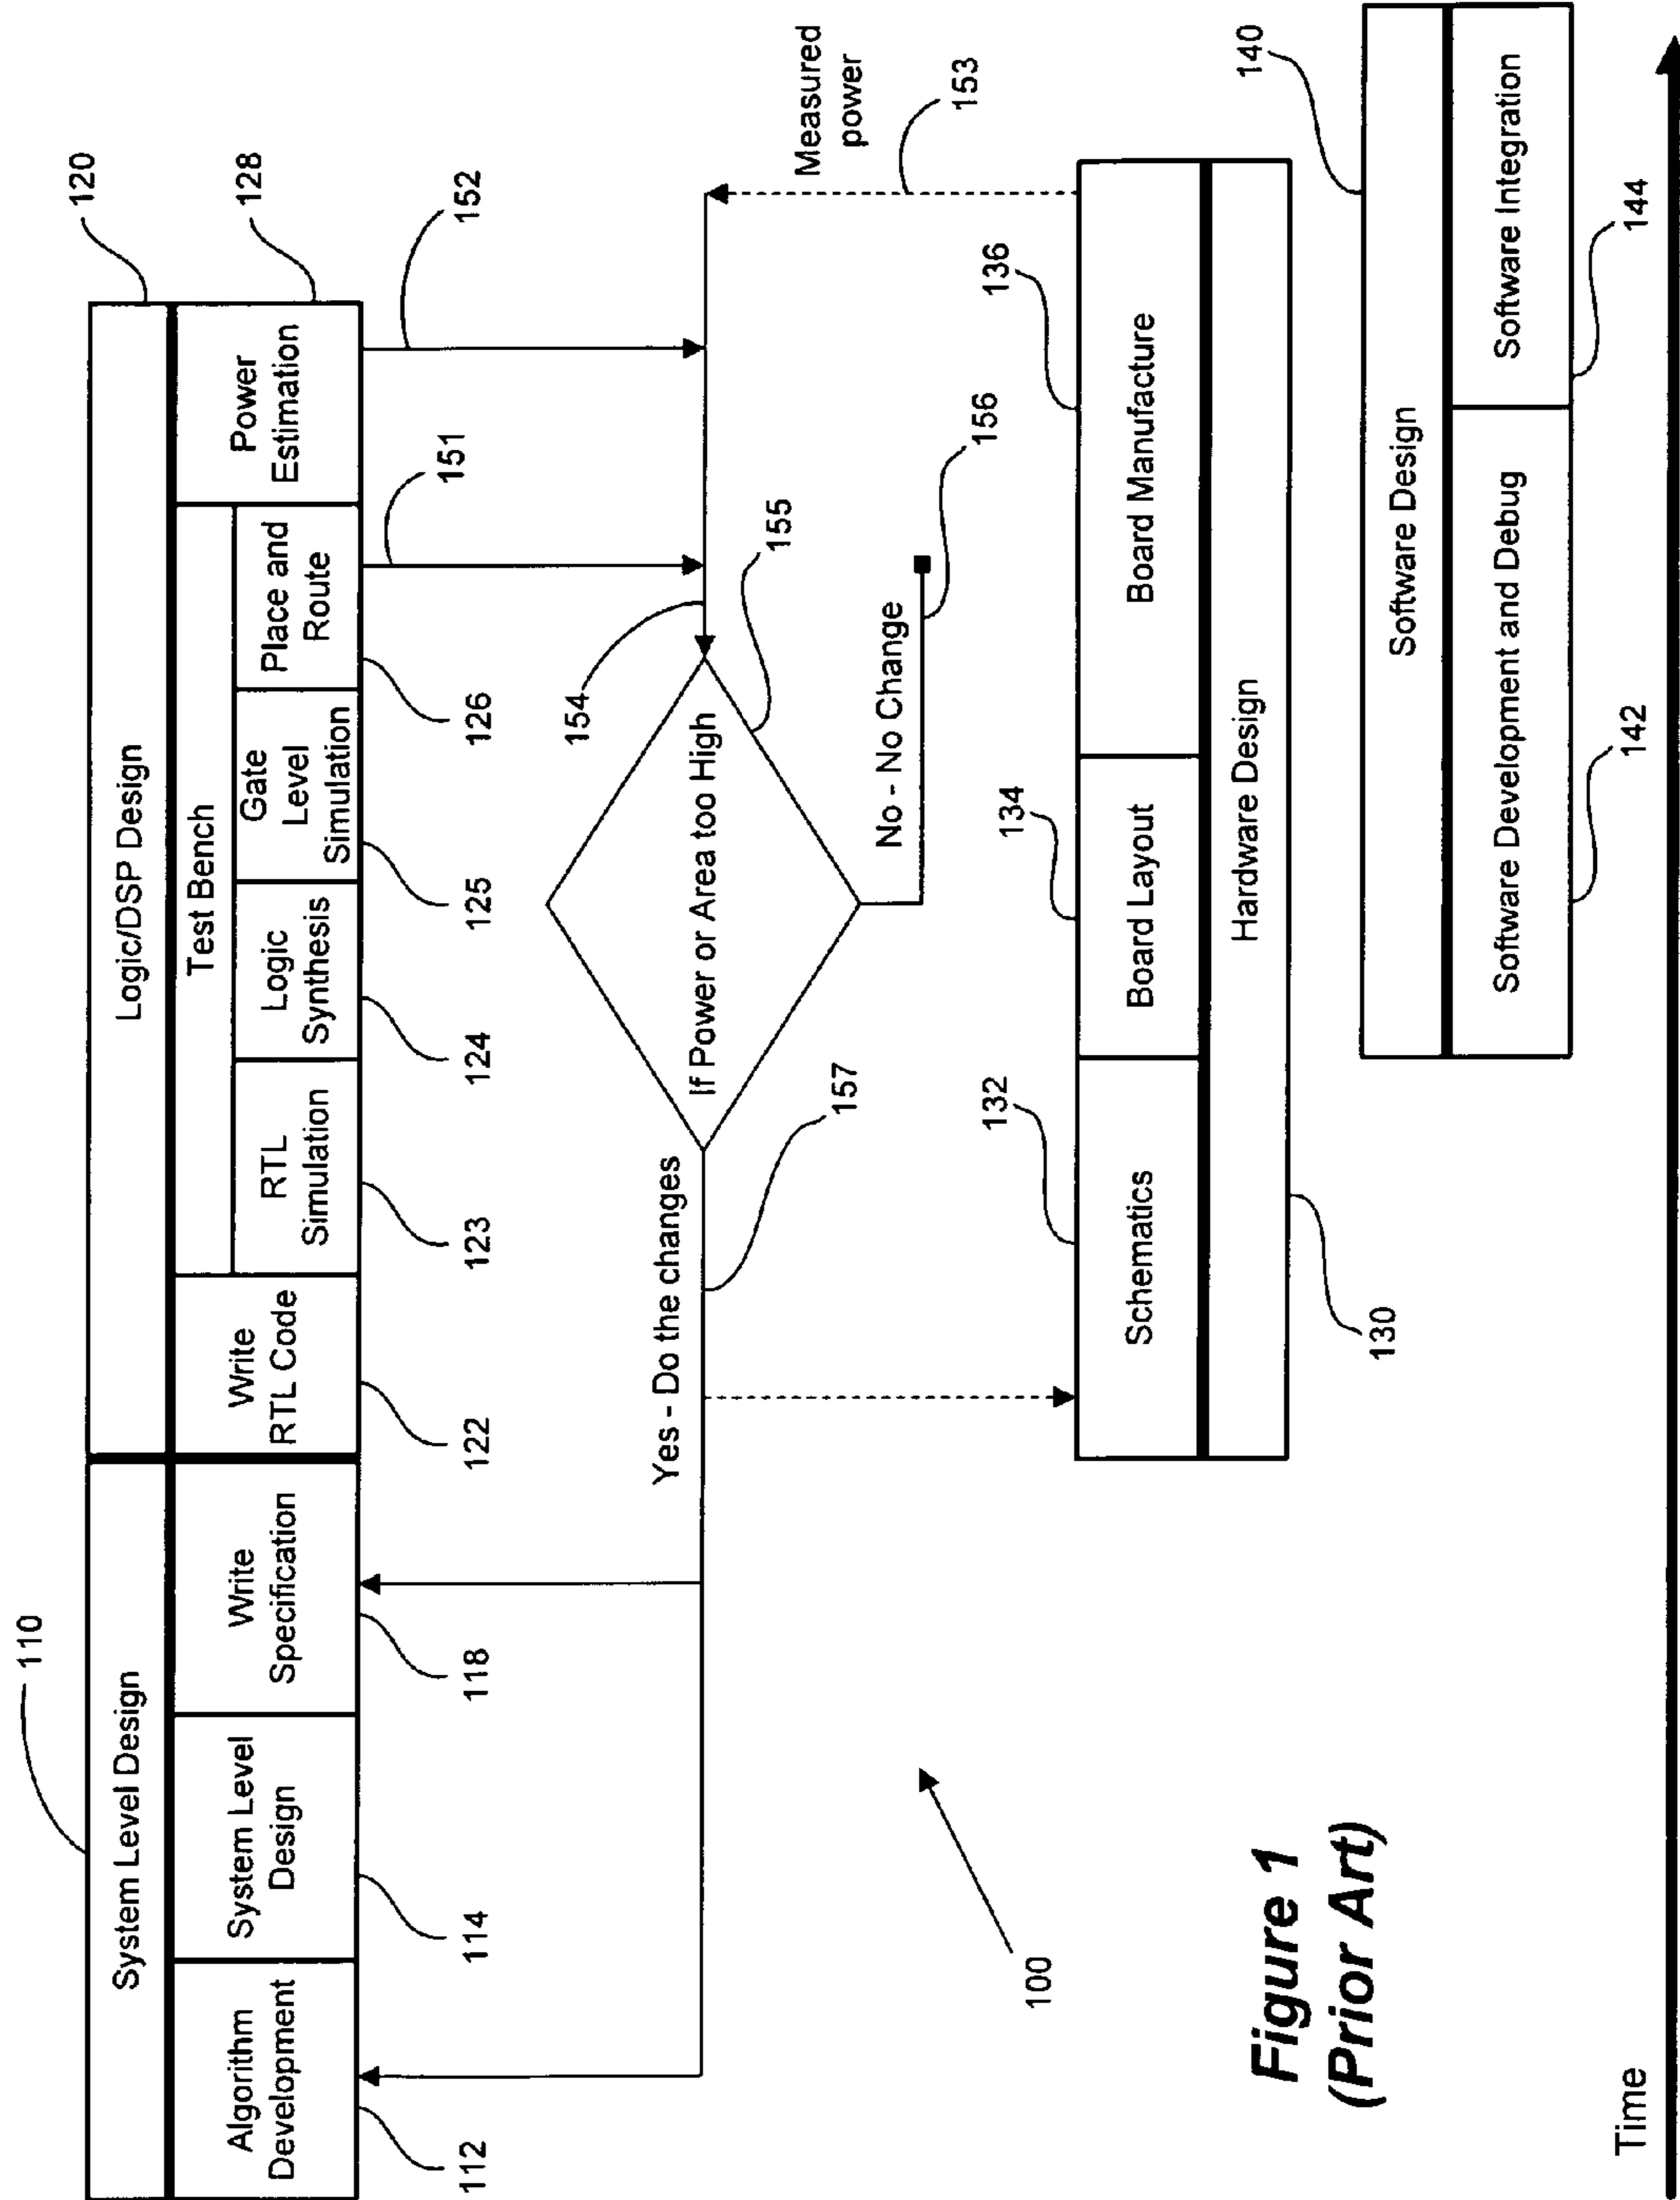 110
120
System Level Design
Logic/DSP Design
128
Algorithm
Development
System Level
Design
Write
Specification
Write
RTL Code
Test Bench
RTL
Simulation
Logic
Synthesis
Gate
Level
Simulation
Place and
Route
Power
Estimation
112
114
118
122
123
124
125
126
151
152
154
Yes - Do the changes
If Power or Area too High
155
Measured
power
157
No - No Change
156
153
100
132
134
136
Schematics
Board Layout
Board Manufacture
Hardware Design
130
140
Software Design
Software Development and Debug
Software Integration
142
144
Figure 1
(Prior Art)
Time